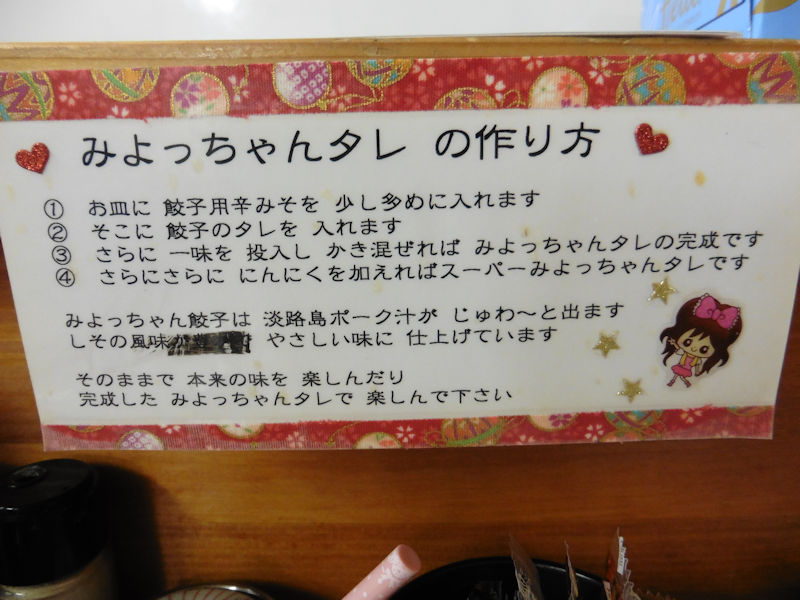 みよっちゃんタレ の作り方
① お皿に 餃子用辛みそを 少し多めに入れます
② そこに 餃子のタレを 入れます
③ さらに 一味を 投入し かき混ぜれば みよっちゃんタレの完成です
④ さらにさらに にんにくを加えればスーパーみよっちゃんタレです
みよっちゃん餃子は 淡路島ポーク汁が じゅわ～と出ます
しその風味が やさしい味に 仕上げています
そのままで 本来の味を 楽しんだり
完成した みよっちゃんタレで 楽しんで下さい